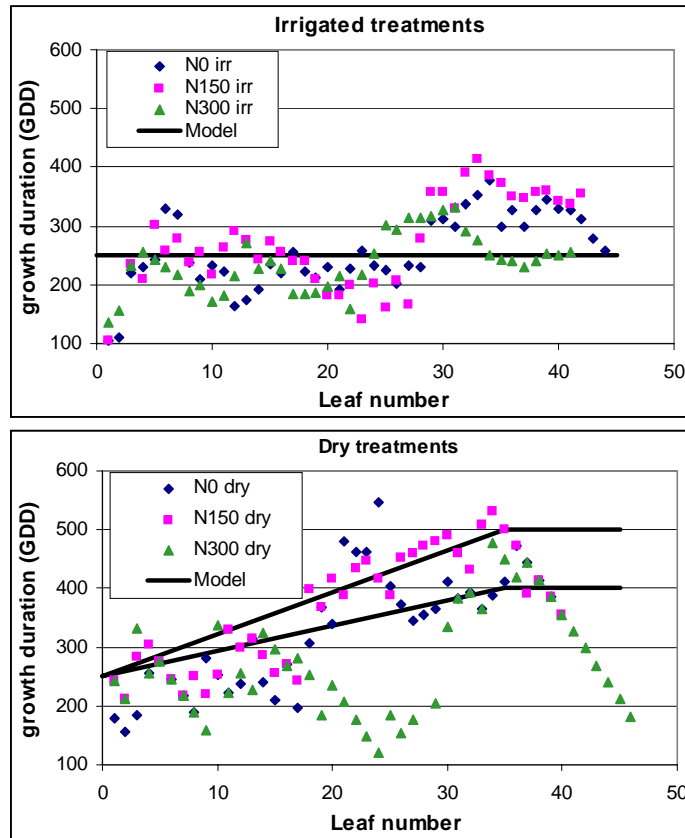 Irrigated treatments
growth duration (GDD)
600
500
400
300
200
100
N0 irr
N150 irr
N300 irr
Model
0 10 20 30 40 50
Leaf number
Dry treatments
growth duration (GDD)
600
500
400
300
200
100
N0 dry
N150 dry
N300 dry
Model
0 10 20 30 40 50
Leaf number